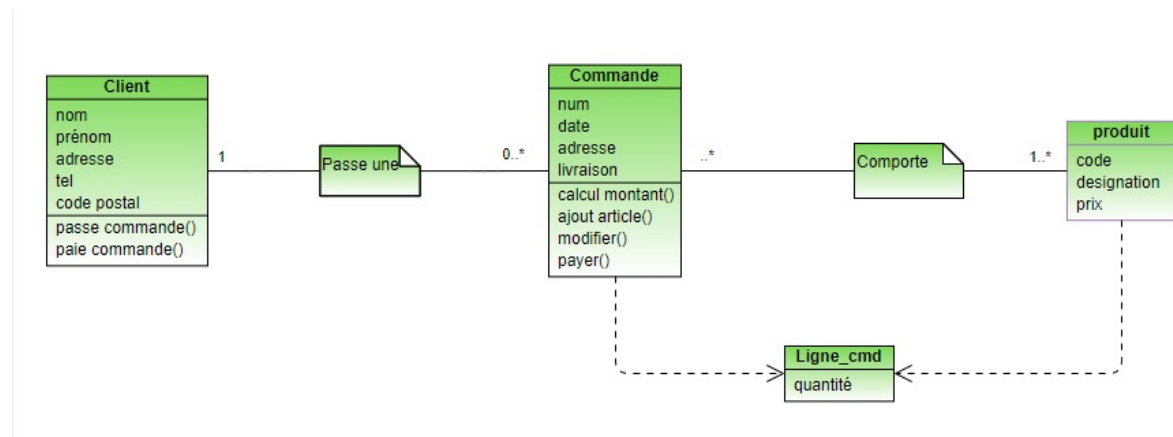 Client
nom
prénom
adresse
tel
code postal
passe commande()
paie commande()
1
Passe une
0..*
Commande
num
date
adresse
livraison
calcul montant()
ajout article()
modifier()
payer()
..*
Comporte
1..*
produit
code
designation
prix
Ligne_cmd
quantité